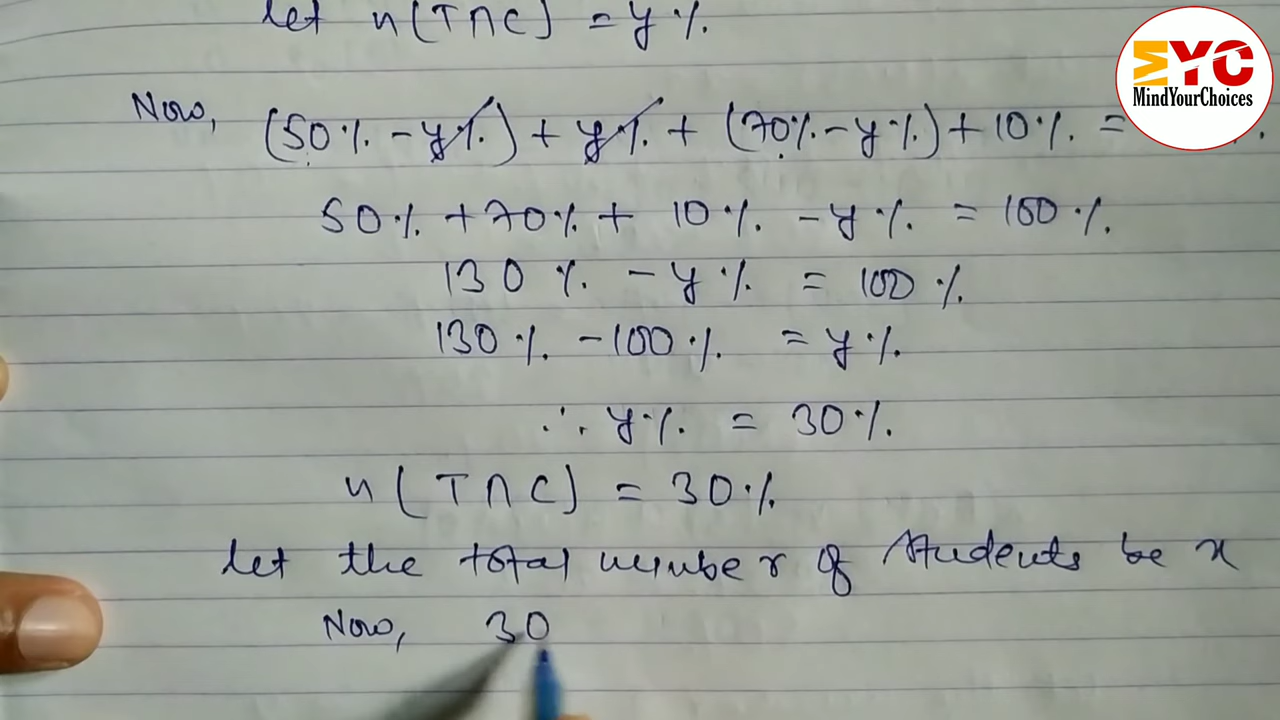 let n(T∩C) = y%
MYC
MindYourChoices
Now, (50% - y%) + y% + (70% - y%) + 10% =
50% + 70% + 10% - y% = 100%
130% - y% = 100%
130% - 100% = y%
∴ y% = 30%
n(T∩C) = 30%
let the total number of students be x
Now, 30